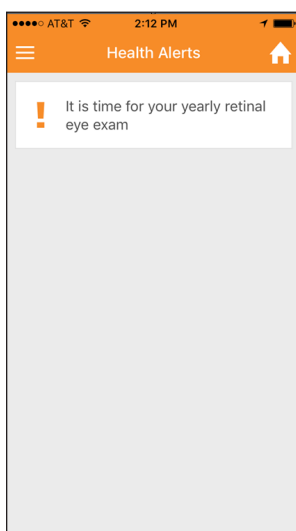 AT&T 2:12 PM
Health Alerts
! It is time for your yearly retinal
eye exam